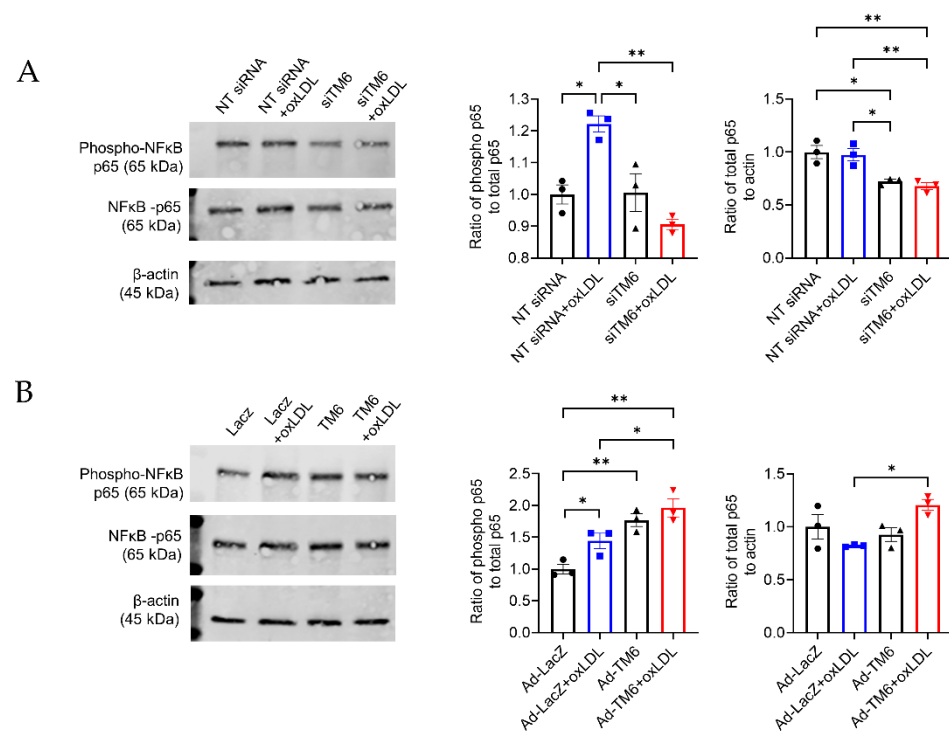 A
NT siRNA
NT siRNA
+oxLDL
siTM6
siTM6
+oxLDL
Phospho-NFκB
p65 (65 kDa)
NFκB -p65
(65 kDa)
β-actin
(45 kDa)
Ratio of phospho p65
to total p65
1.3
1.2
1.1
1.0
0.9
0.8
*
*
**
NT siRNA
NT siRNA+oxLDL
siTM6
siTM6+oxLDL
Ratio of total p65
to actin
1.5
1.0
0.5
0.0
**
**
*
*
NT siRNA
NT siRNA+oxLDL
siTM6
siTM6+oxLDL
B
Lacz
Lacz
+oxLDL
TM6
TM6
+oxLDL
Phospho-NFκB
p65 (65 kDa)
NFκB -p65
(65 kDa)
β-actin
(45 kDa)
Ratio of phospho p65
to total p65
2.5
2.0
1.5
1.0
0.5
0.0
**
*
**
*
Ad-LacZ
Ad-LacZ+oxLDL
Ad-TM6
Ad-TM6+oxLDL
Ratio of total p65
to actin
1.5
1.0
0.5
0.0
*
Ad-LacZ
Ad-LacZ+oxLDL
Ad-TM6
Ad-TM6+oxLDL